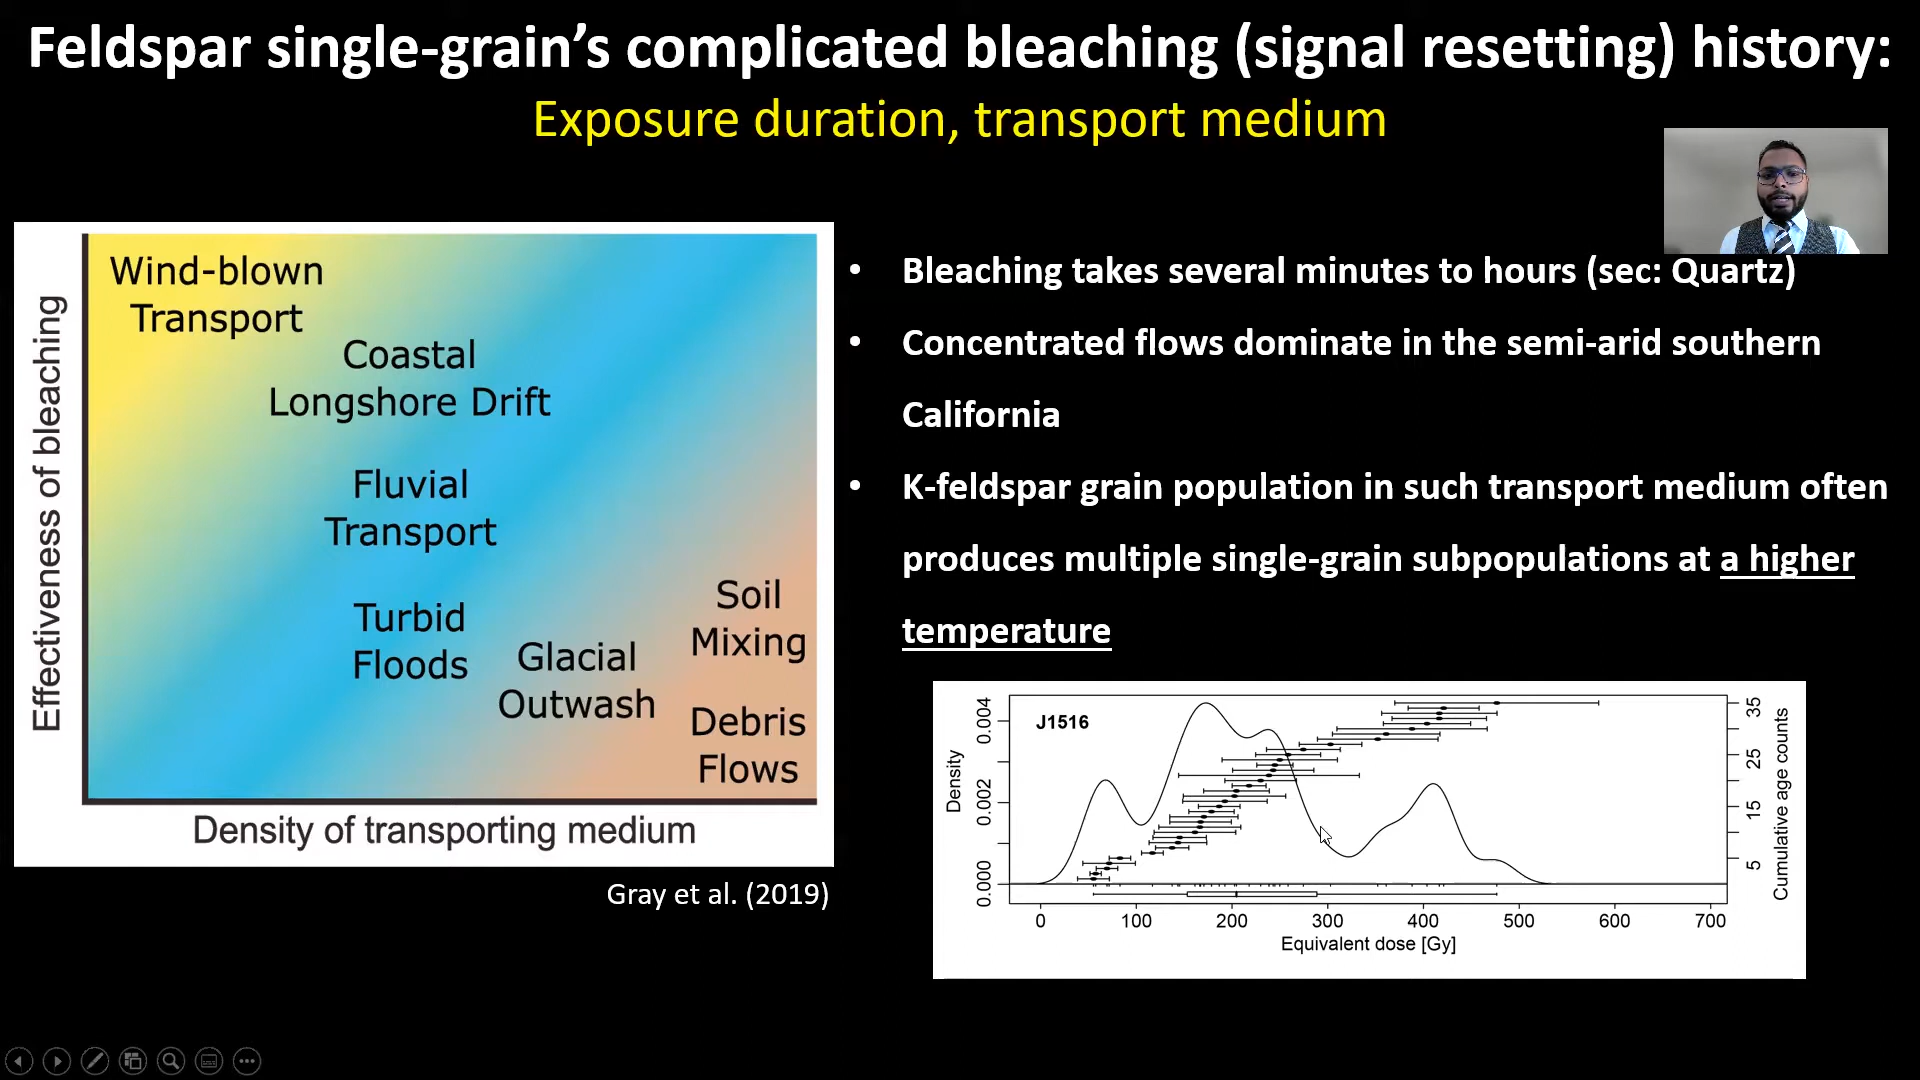 Feldspar single-grain’s complicated bleaching (signal resetting) history:
Exposure duration, transport medium
Effectiveness of bleaching
Wind-blown
Transport
Coastal
Longshore Drift
Fluvial
Transport
Turbid
Floods
Glacial
Outwash
Soil
Mixing
Debris
Flows
Density of transporting medium
Gray et al. (2019)
• Bleaching takes several minutes to hours (sec: Quartz)
• Concentrated flows dominate in the semi-arid southern
California
• K-feldspar grain population in such transport medium often
produces multiple single-grain subpopulations at a higher
temperature
J1516
Density
0.000
0.002
0.004
Cumulative age counts
5
15
25
35
0 100 200 300 400 500 600 700
Equivalent dose [Gy]